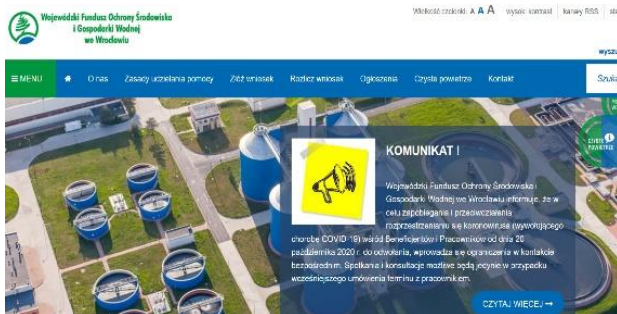 Wojewódzki Fundusz Ochrony Środowiska
i Gospodarki Wodnej
we Wrocławiu
Wielkość czcionki: A A A wysoki kontrast kanały RSS
MENU O nas Zasady udzielania pomocy Złóż wniosek Rozlicz wniosek Ogłoszenia Czyste powietrze Kontakt
CZYSTE
POWIETRZE
KOMUNIKAT !
Wojewódzki Fundusz Ochrony Środowiska i
Gospodarki Wodnej we Wrocławiu informuje, że w
celu zapobiegania i przeciwdziałania
rozprzestrzenianiu się koronowirusa (wywołującego
chorobę COVID-19) wśród Beneficjentów i Pracowników od dnia 26
października 2020 r. do odwołania, wprowadza się ograniczenia w kontakcie
bezpośrednim. Spotkania i konsultacje możliwe będą jedynie w przypadku
wcześniejszego umówienia terminu z pracownikiem.
CZYTAJ WIĘCEJ →